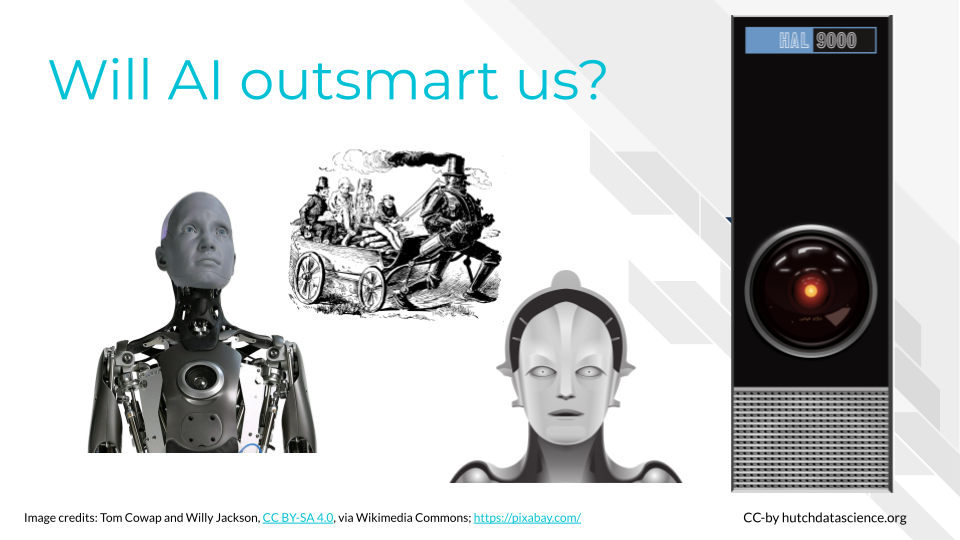 Will AI outsmart us?
HAL 9000
Image credits: Tom Cowap and Willy Jackson, CC BY-SA 4.0, via Wikimedia Commons; https://pixabay.com/
CC-by hutchdatascience.org